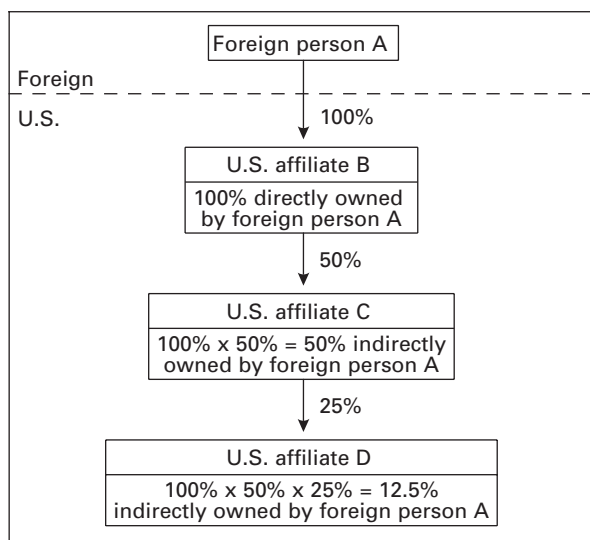 Foreign person A
Foreign
U.S.
100%
U.S. affiliate B
100% directly owned
by foreign person A
50%
U.S. affiliate C
100% x 50% = 50% indirectly
owned by foreign person A
25%
U.S. affiliate D
100% x 50% x 25% = 12.5%
indirectly owned by foreign person A